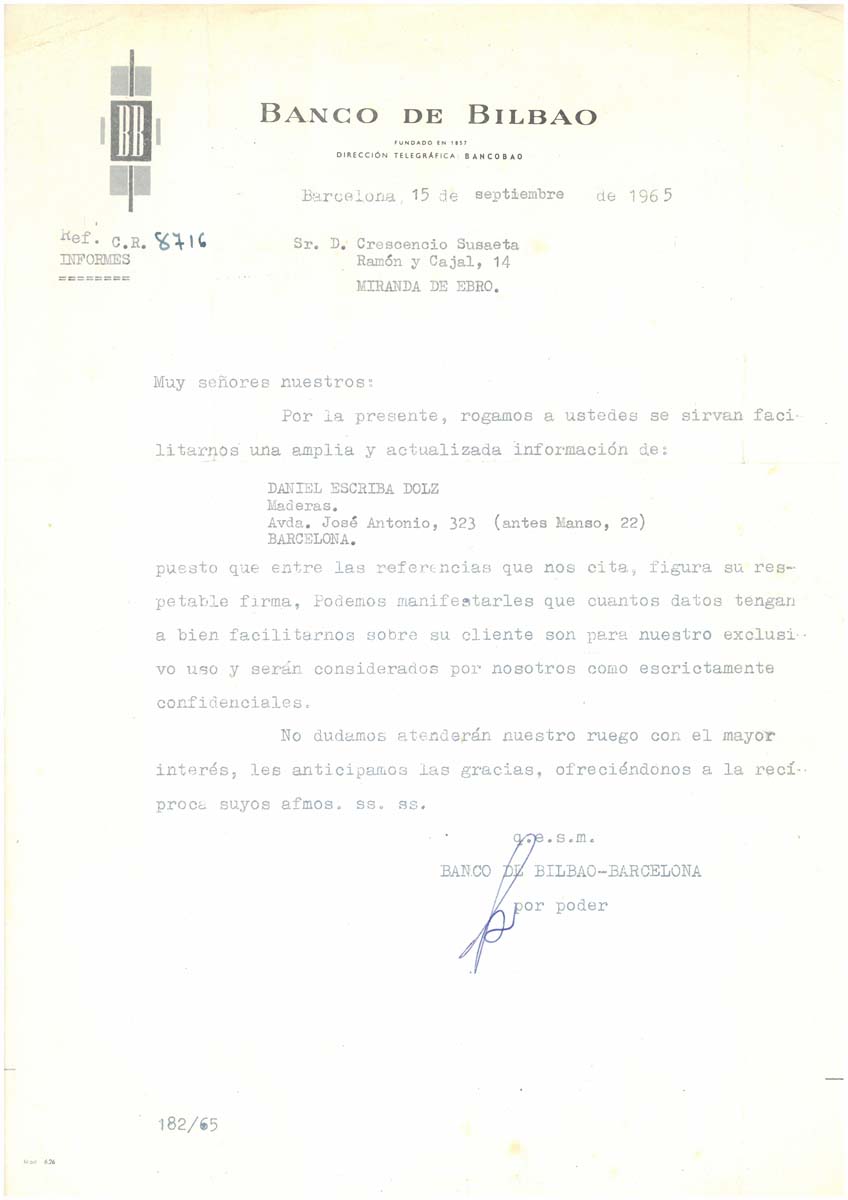 BB
BANCO DE BILBAO
FUNDADO EN 1857
DIRECCIÓN TELEGRÁFICA: BANCOBAO
Barcelona, 15 de septiembre de 1965
Ref. C.R. 8716
INFORMES
========
Sr. D. Crescencio Susaeta
Ramón y Cajal, 14
MIRANDA DE EBRO.
Muy señores nuestros:
Por la presente, rogamos a ustedes se sirvan faci-
litarnos una amplia y actualizada información de:
DANIEL ESCRIBA DOLZ
Maderas.
Avda. José Antonio, 323 (antes Manso, 22)
BARCELONA.
puesto que entre las referencias que nos cita, figura su res-
petable firma, Podemos manifestarles que cuantos datos tengan
a bien facilitarnos sobre su cliente son para nuestro exclusi-
vo uso y serán considerados por nosotros como escrictamente
confidenciales.
No dudamos atenderán nuestro ruego con el mayor
interés, les anticipamos las gracias, ofreciéndonos a la recí-
proca suyos afmos. ss. ss.
q.e.s.m.
BANCO DE BILBAO-BARCELONA
por poder
182/65
626